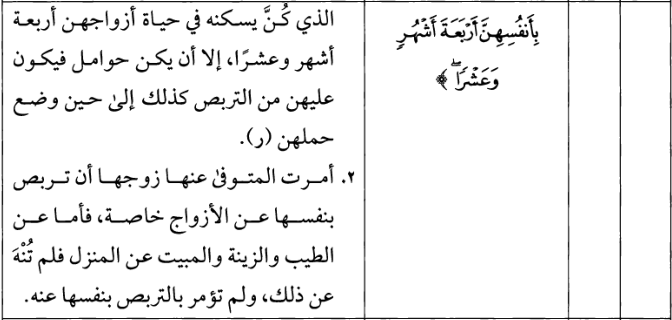 بِأَنفُسِهِنَّ أَرۡبَعَةَ أَشۡهُرٖ
وَعَشۡرٗاۖ ﴾
الذي كُنَّ يسكنه في حياة أزواجهن أربعة
أشهر وعشرًا، إلا أن يكن حوامل فيكون
عليهن من التربص كذلك إلىٰ حين وضع
حملهن (ر).
٢. أمرت المتوفىٰ عنها زوجها أن تربص
بنفسها عن الأزواج خاصة، فأما عن
الطيب والزينة والمبيت عن المنزل فلم تُنْهَ
عن ذلك، ولم تؤمر بالتربص بنفسها عنه.